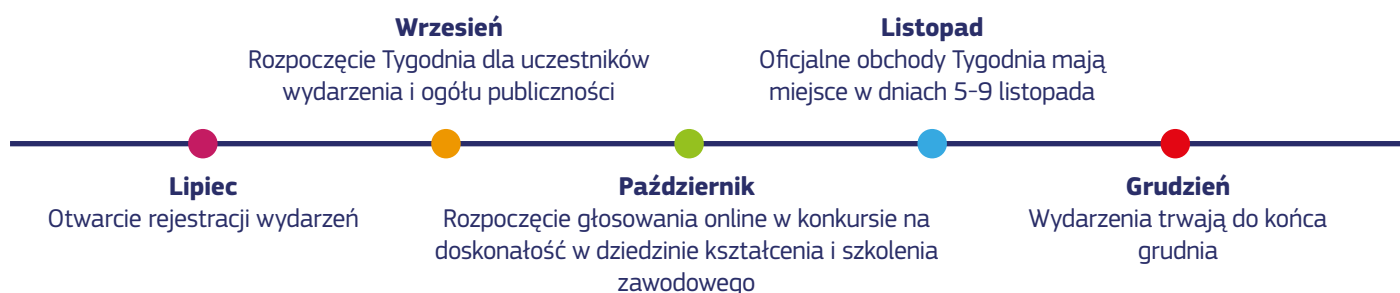 Wrzesień
Rozpoczęcie Tygodnia dla uczestników
wydarzenia i ogółu publiczności
Listopad
Oficjalne obchody Tygodnia mają
miejsce w dniach 5-9 listopada
Lipiec
Otwarcie rejestracji wydarzeń
Październik
Rozpoczęcie głosowania online w konkursie na
doskonałość w dziedzinie kształcenia i szkolenia
zawodowego
Grudzień
Wydarzenia trwają do końca
grudnia